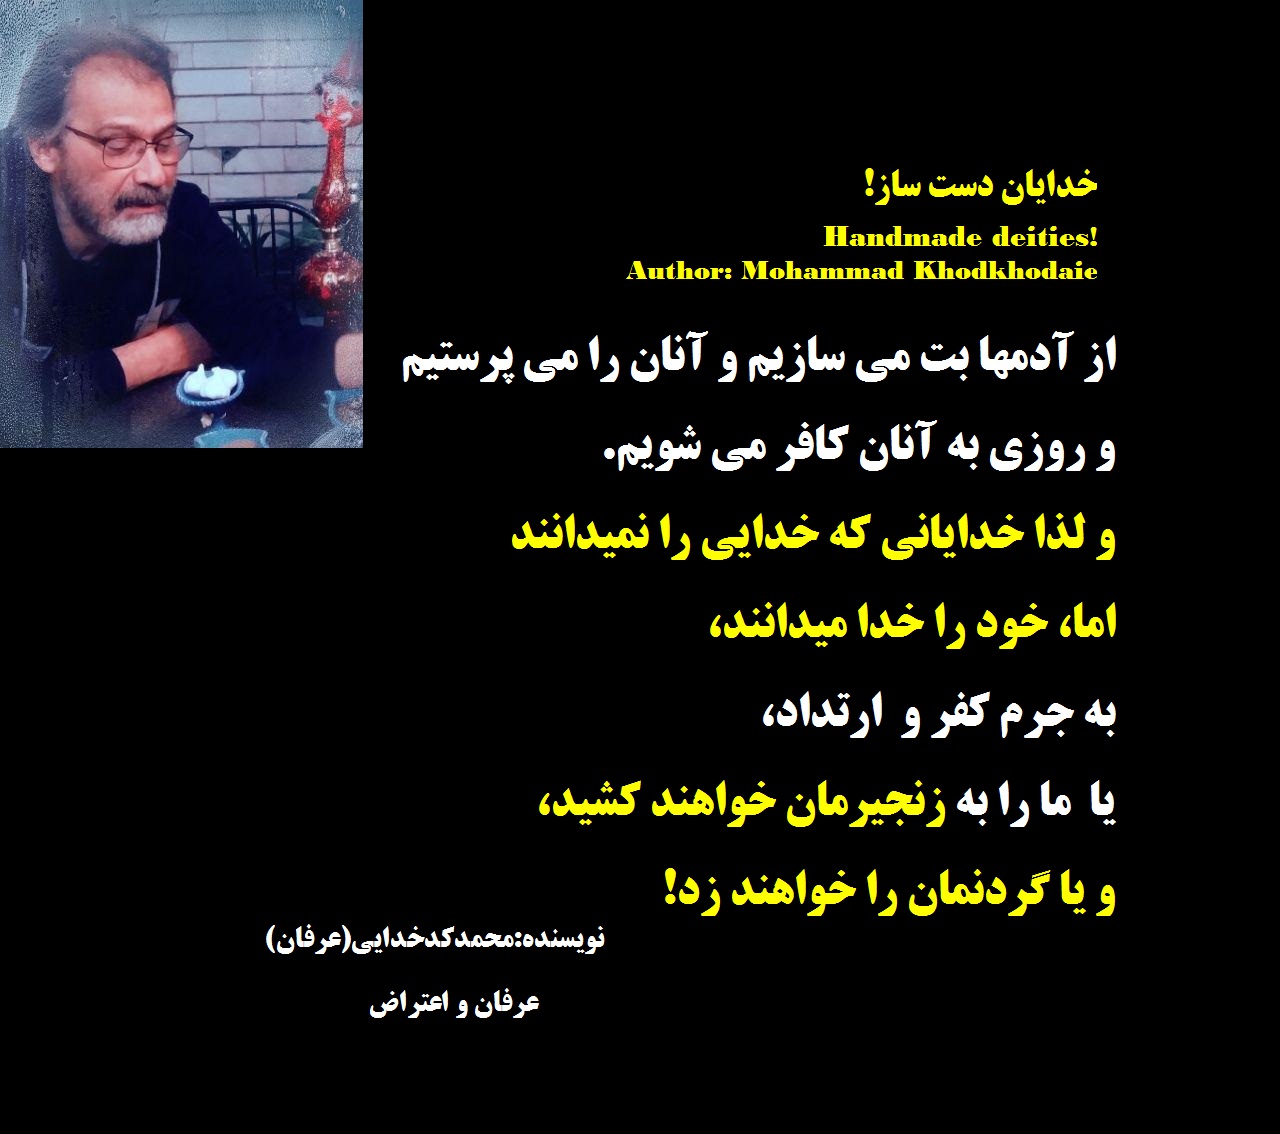 خدایان دست ساز!
Handmade deities!
Author: Mohammad Khodkhodaie
از آدمها بت می سازیم و آنان را می پرستیم
و روزی به آنان کافر می شویم.
و لذا خدایانی که خدایی را نمیدانند
اما، خود را خدا میدانند،
به جرم کفر و ارتداد،
یا ما را به زنجیرمان خواهند کشید،
و یا گردنمان را خواهند زد!
نویسنده:محمدکدخدایی(عرفان)
عرفان و اعتراض